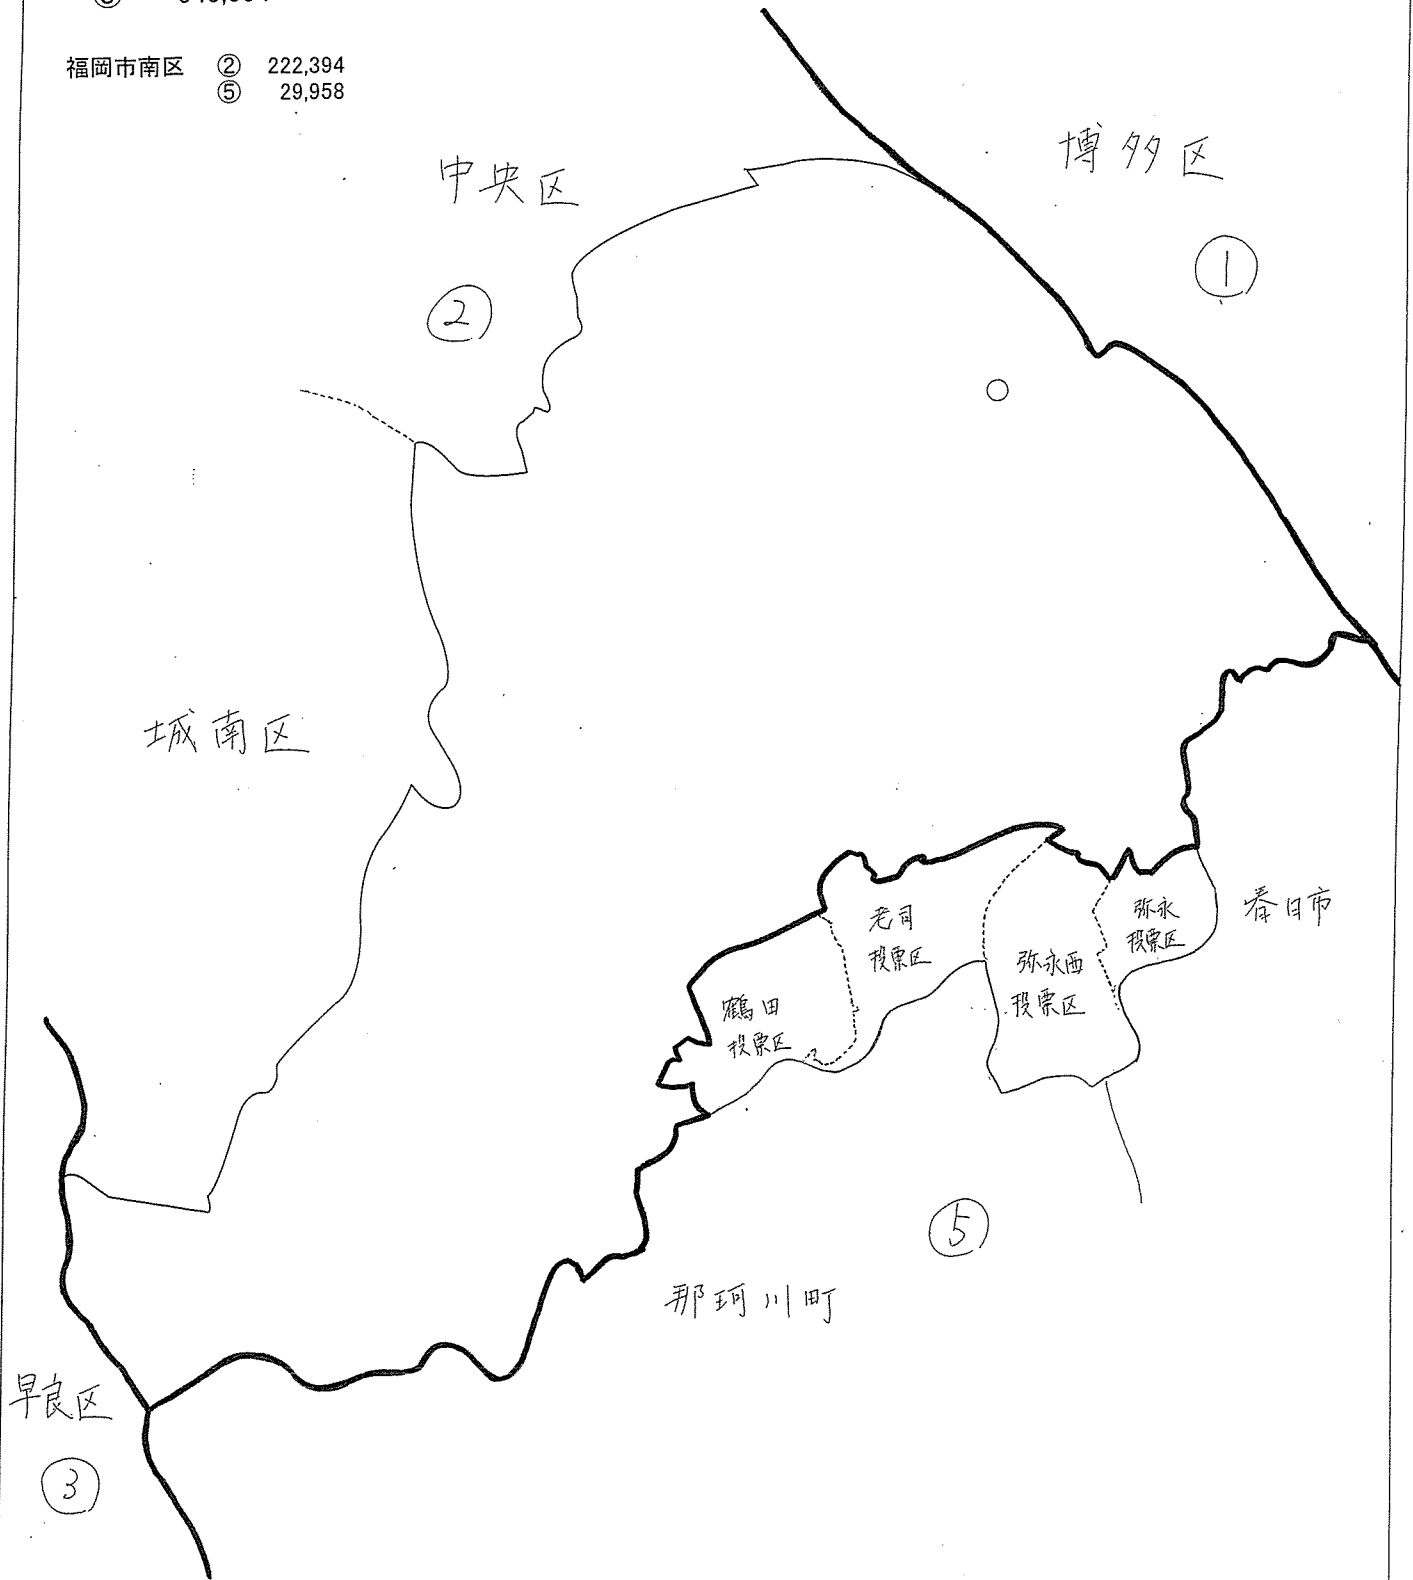 福岡市南区 ② 222,394
⑤ 29,958
博多区
中央区
①
②
城南区
春日市
老司
投票区
弥永
投票区
弥永西
投票区
鶴田
投票区
⑤
那珂川町
早良区
③